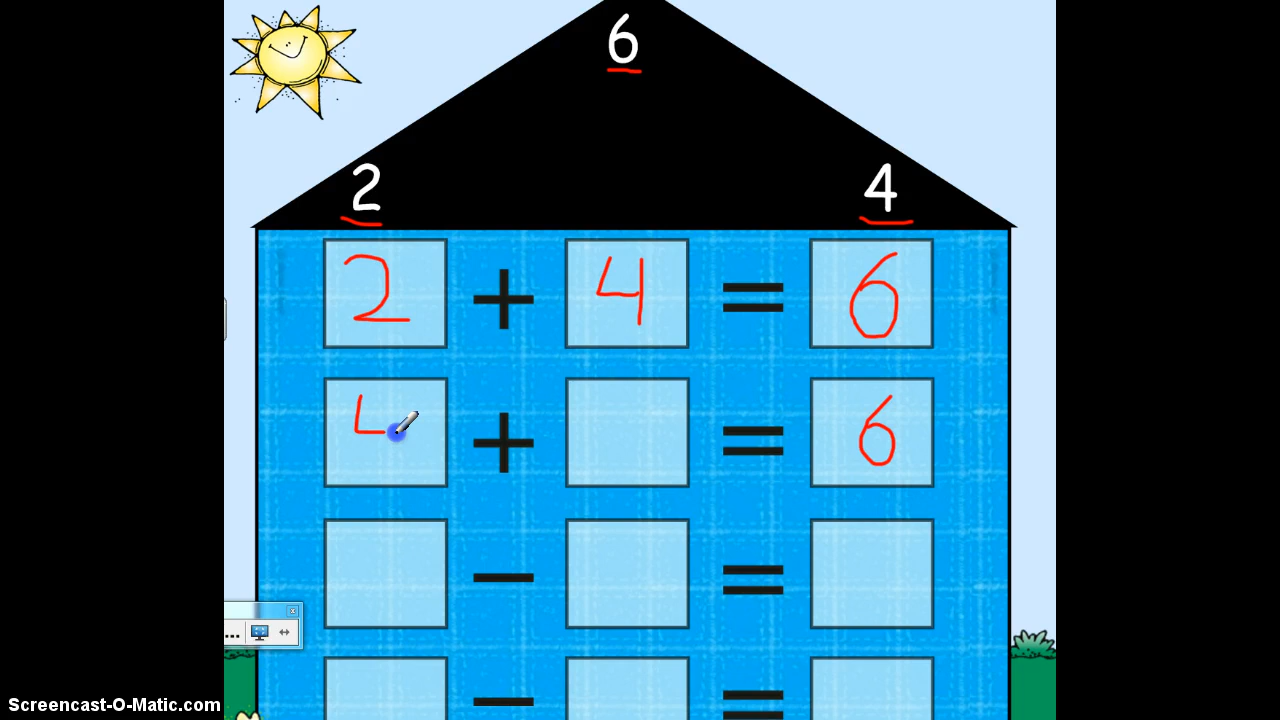 6
2 4
2 + 4 = 6
4 + = 6
- =
- =
...
Screencast-O-Matic.com